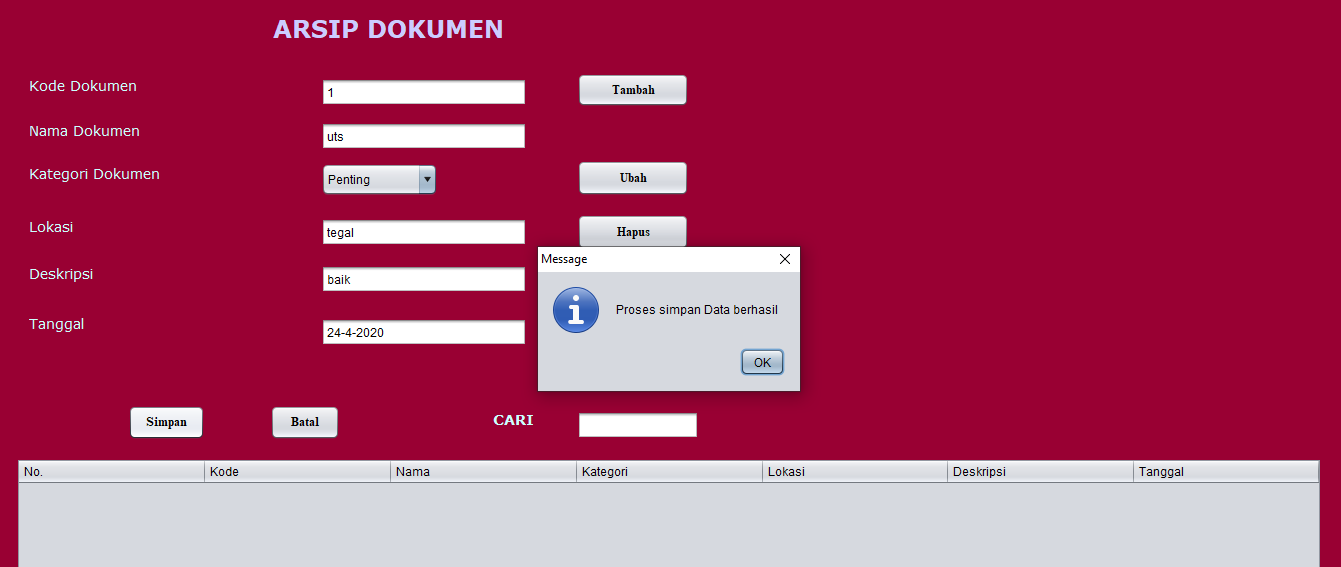 ARSIP DOKUMEN
Kode Dokumen 1 Tambah
Nama Dokumen uts
Kategori Dokumen Penting Ubah
Lokasi tegal Hapus
Message
Deskripsi baik
Proses simpan Data berhasil
Tanggal 24-4-2020
OK
Simpan Batal CARI
No. Kode Nama Kategori Lokasi Deskripsi Tanggal